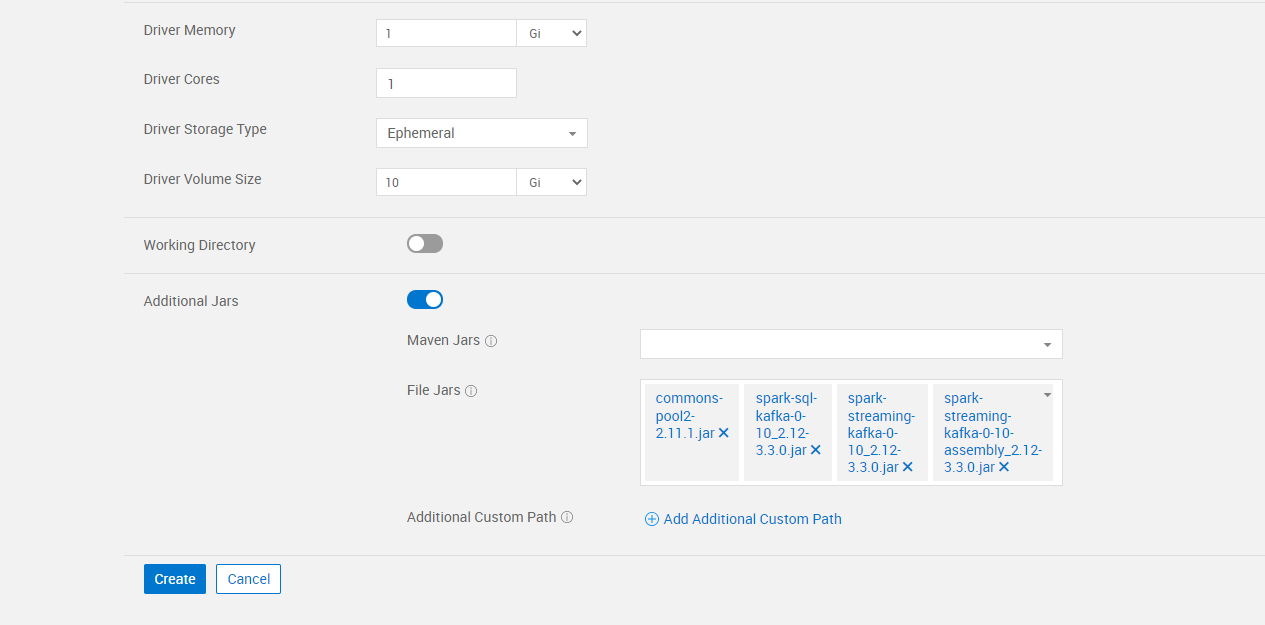 Driver Memory
1
Gi
Driver Cores
1
Driver Storage Type
Ephemeral
Driver Volume Size
10
Gi
Working Directory
Additional Jars
Maven Jars
File Jars
commons-
pool2-
2.11.1.jar
spark-sql-
kafka-0-
10_2.12-
3.3.0.jar
spark-
streaming-
kafka-0-
10_2.12-
3.3.0.jar
spark-
streaming-
kafka-0-10-
assembly_2.12-
3.3.0.jar
Additional Custom Path
Add Additional Custom Path
Create
Cancel